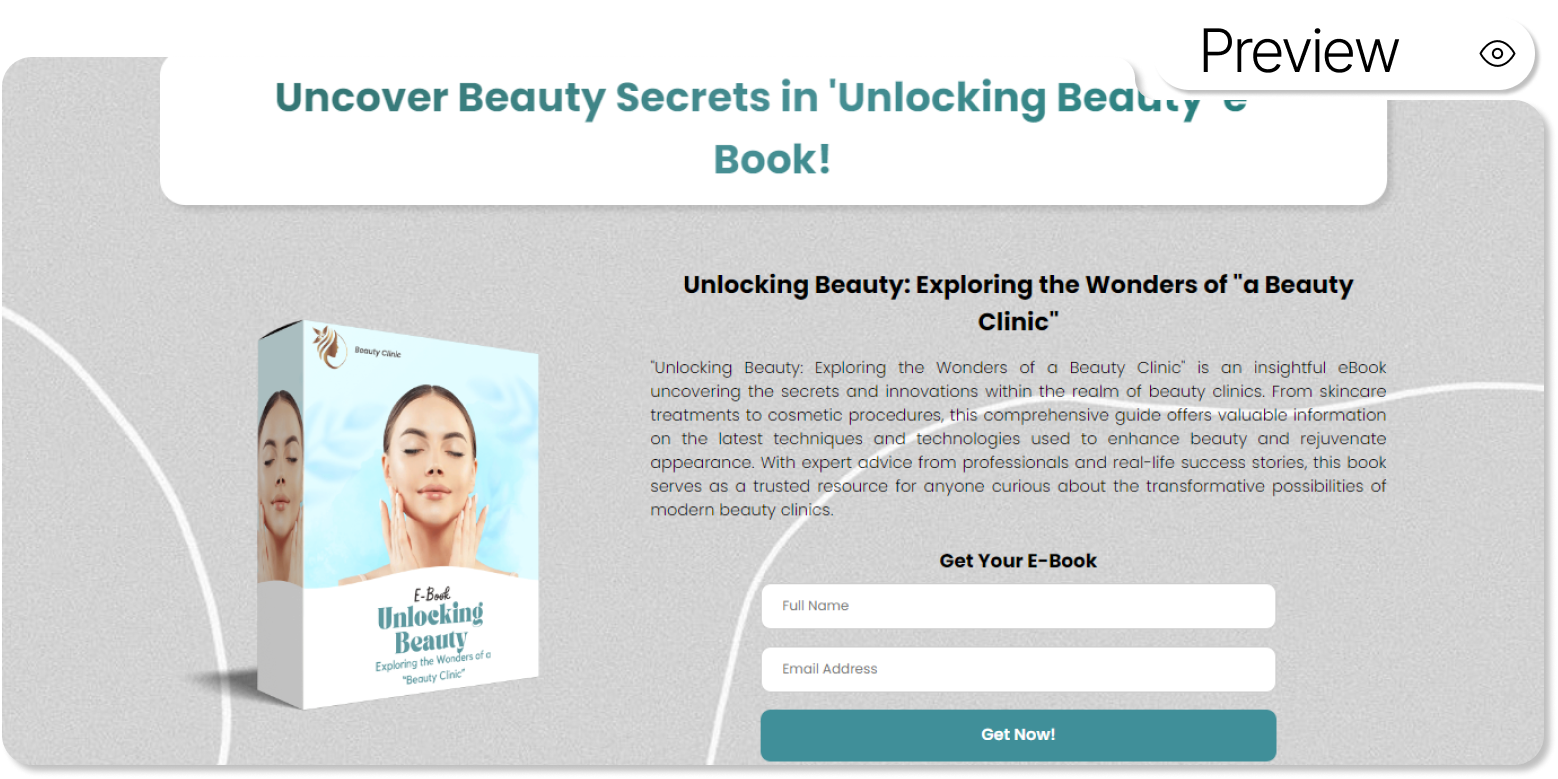 Preview
Uncover Beauty Secrets in 'Unlocking Beauty' e
Book!
Unlocking Beauty: Exploring the Wonders of "a Beauty
Clinic"
"Unlocking Beauty: Exploring the Wonders of a Beauty Clinic" is an insightful eBook
uncovering the secrets and innovations within the realm of beauty clinics. From skincare
treatments to cosmetic procedures, this comprehensive guide offers valuable information
on the latest techniques and technologies used to enhance beauty and rejuvenate
appearance. With expert advice from professionals and real-life success stories, this book
serves as a trusted resource for anyone curious about the transformative possibilities of
modern beauty clinics.
Get Your E-Book
Full Name
Email Address
Get Now!
Beauty Clinic
E-Book
Unlocking
Beauty
Exploring the Wonders of a
"Beauty Clinic"